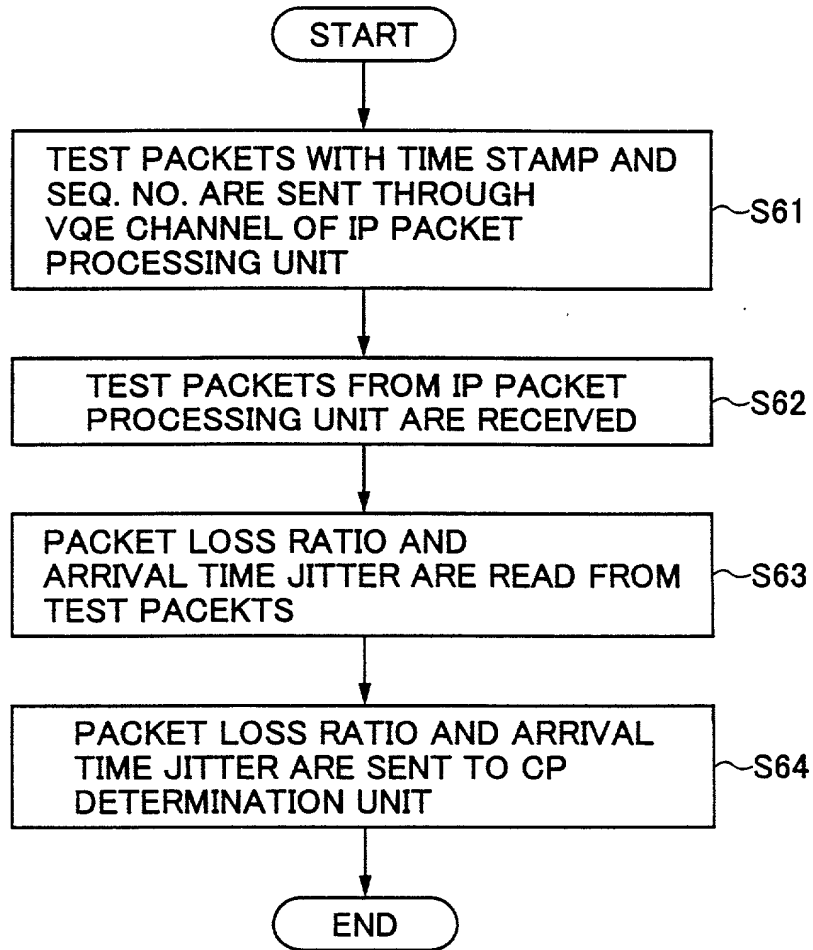 START
TEST PACKETS WITH TIME STAMP AND
SEQ. NO. ARE SENT THROUGH
VQE CHANNEL OF IP PACKET
PROCESSING UNIT
S61
TEST PACKETS FROM IP PACKET
PROCESSING UNIT ARE RECEIVED
S62
PACKET LOSS RATIO AND
ARRIVAL TIME JITTER ARE READ FROM
TEST PACEKTS
S63
PACKET LOSS RATIO AND ARRIVAL
TIME JITTER ARE SENT TO CP
DETERMINATION UNIT
S64
END